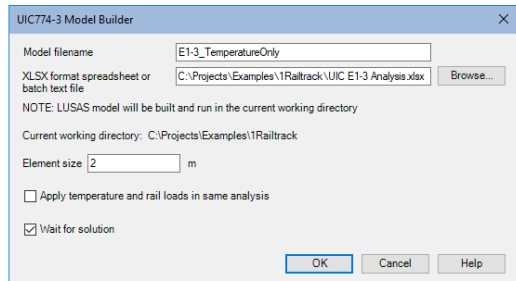 UIC774-3 Model Builder
Model filename
E1-3_TemperatureOnly
XLSX format spreadsheet or
batch text file
C:\Projects\Examples\1Railtrack\UIC E1-3 Analysis.xlsx
Browse...
NOTE: LUSAS model will be built and run in the current working directory
Current working directory: C:\Projects\Examples\1Railtrack
Element size 2 m
Apply temperature and rail loads in same analysis
Wait for solution
OK Cancel Help